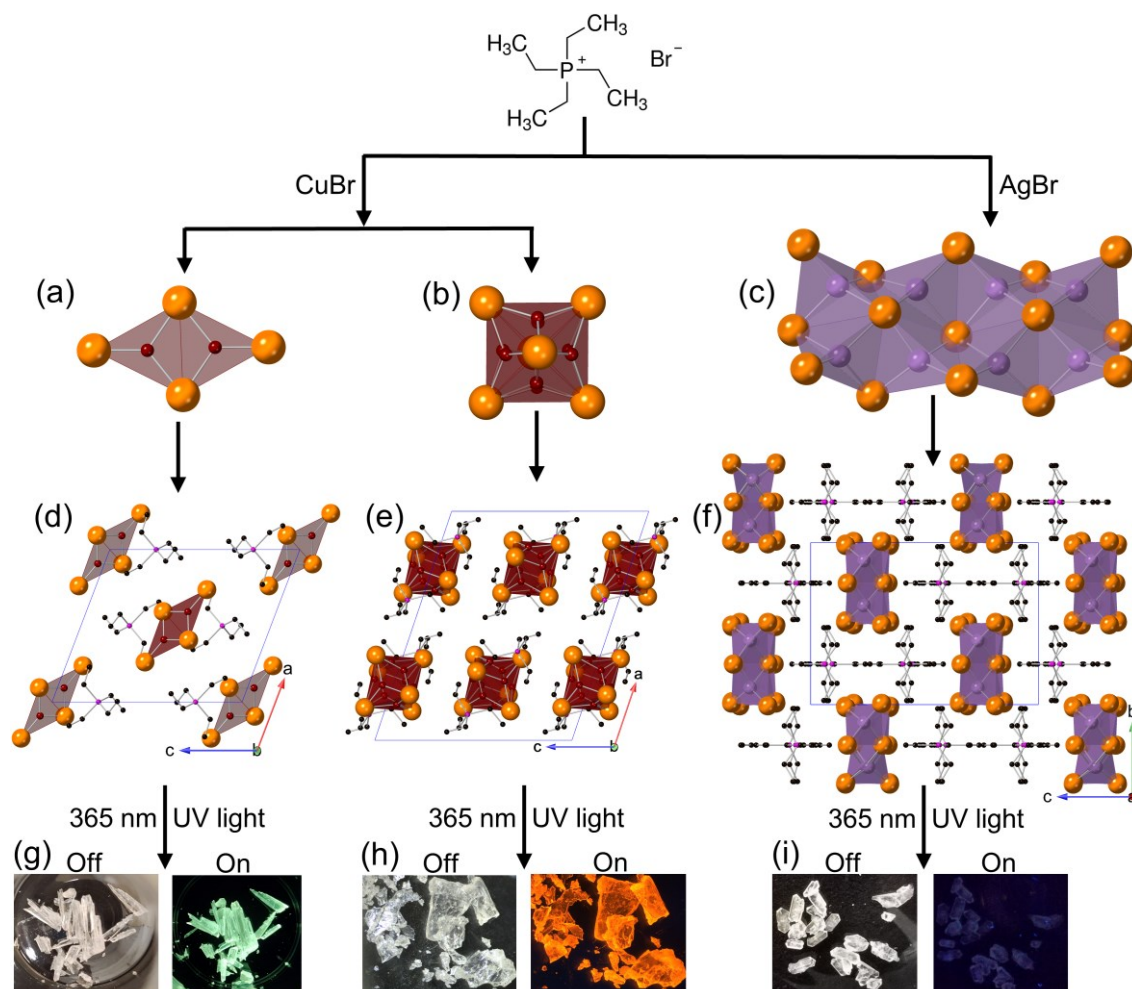 CH₃
H₃C
P⁺
Br⁻
H₃C
CH₃
CuBr
AgBr
(a)
(b)
(c)
(d)
(e)
(f)
a
c
b
a
c
b
b
c
365 nm UV light
365 nm UV light
365 nm UV light
(g)
Off
On
(h)
Off
On
(i)
Off
On